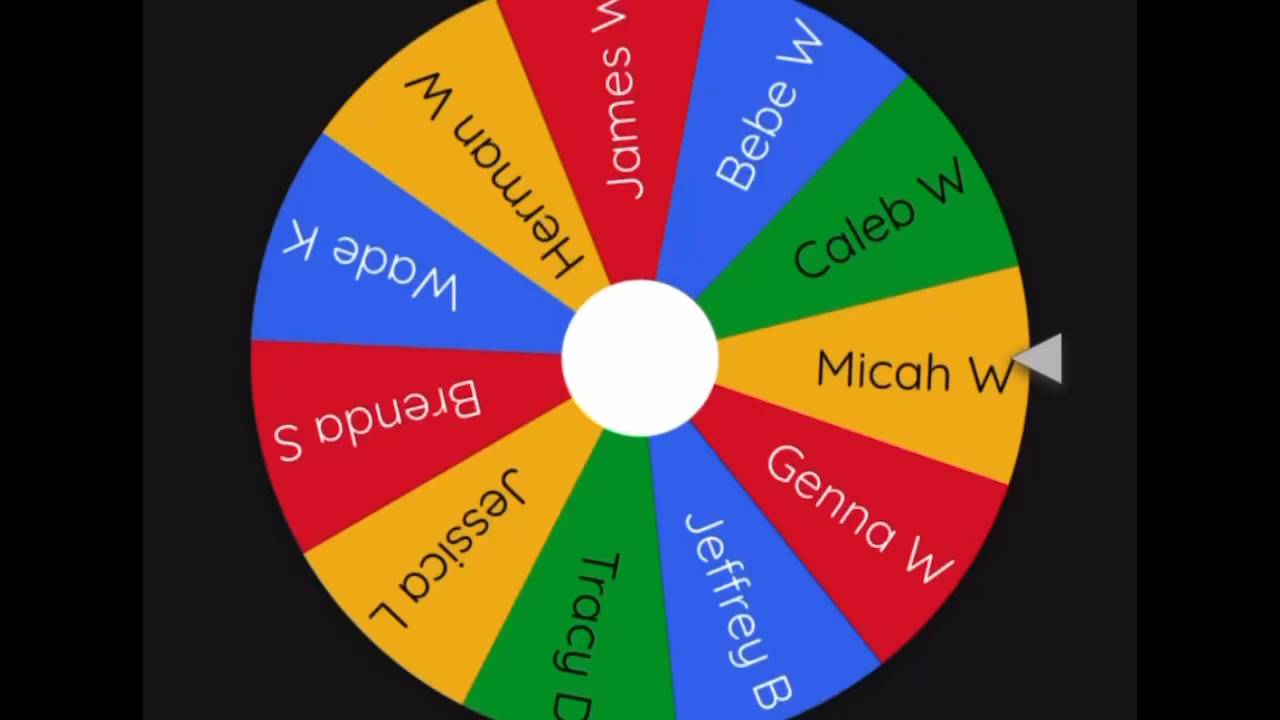 James W
Bebe W
Caleb W
Micah W
Genna W
Jeffrey B
Tracy D
Jessica L
Brenda S
Wade K
Herman W